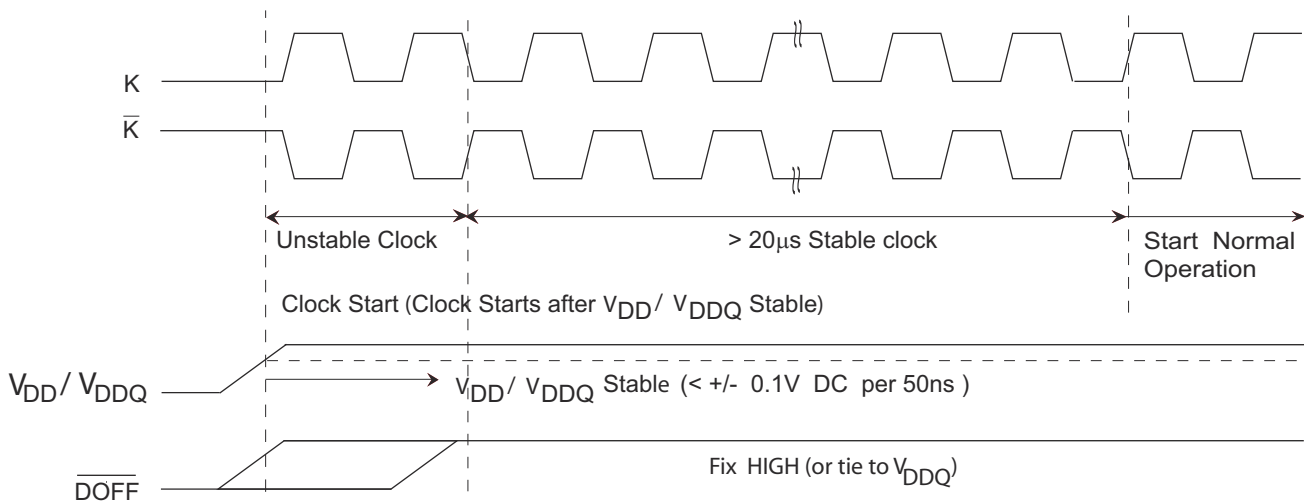 K
K̅
Unstable Clock
> 20μs Stable clock
Start Normal
Operation
Clock Start (Clock Starts after VDD / VDDQ Stable)
VDD / VDDQ
VDD / VDDQ Stable (< +/- 0.1V DC per 50ns )
Fix HIGH (or tie to VDDQ)
D̅O̅F̅F̅